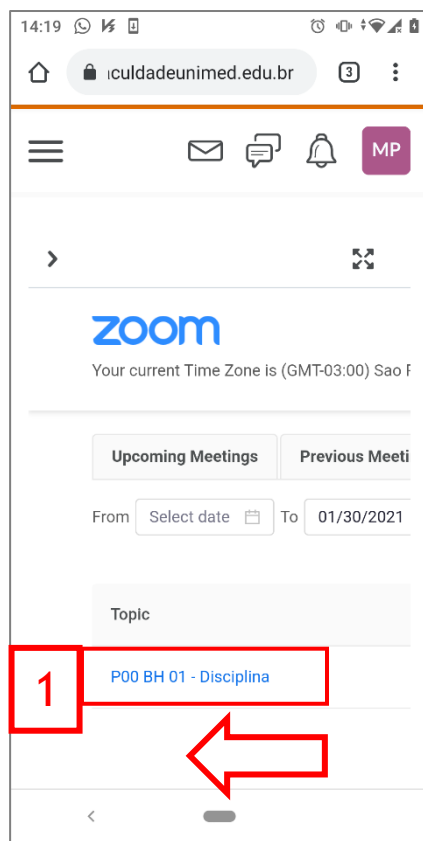 14:19
iculdadeunimed.edu.br 3
MP
zoom
Your current Time Zone is (GMT-03:00) Sao
Upcoming Meetings Previous Meeti
From Select date To 01/30/2021
Topic
1 P00 BH 01 - Disciplina